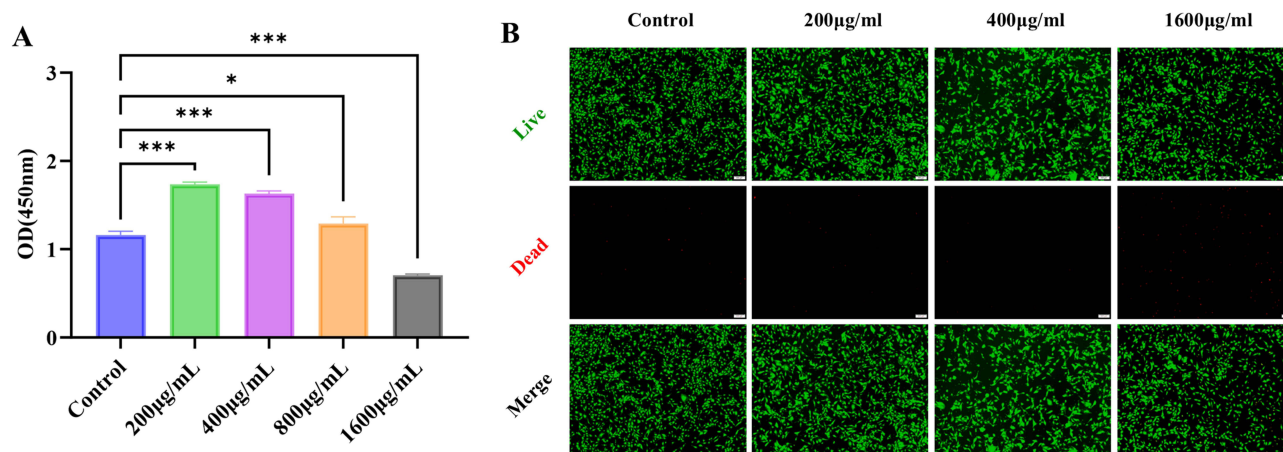 A
***
*
***
***
3
2
1
0
OD(450nm)
Control
200μg/mL
400μg/mL
800μg/mL
1600μg/mL
B
Control
200μg/ml
400μg/ml
1600μg/ml
Live
Dead
Merge